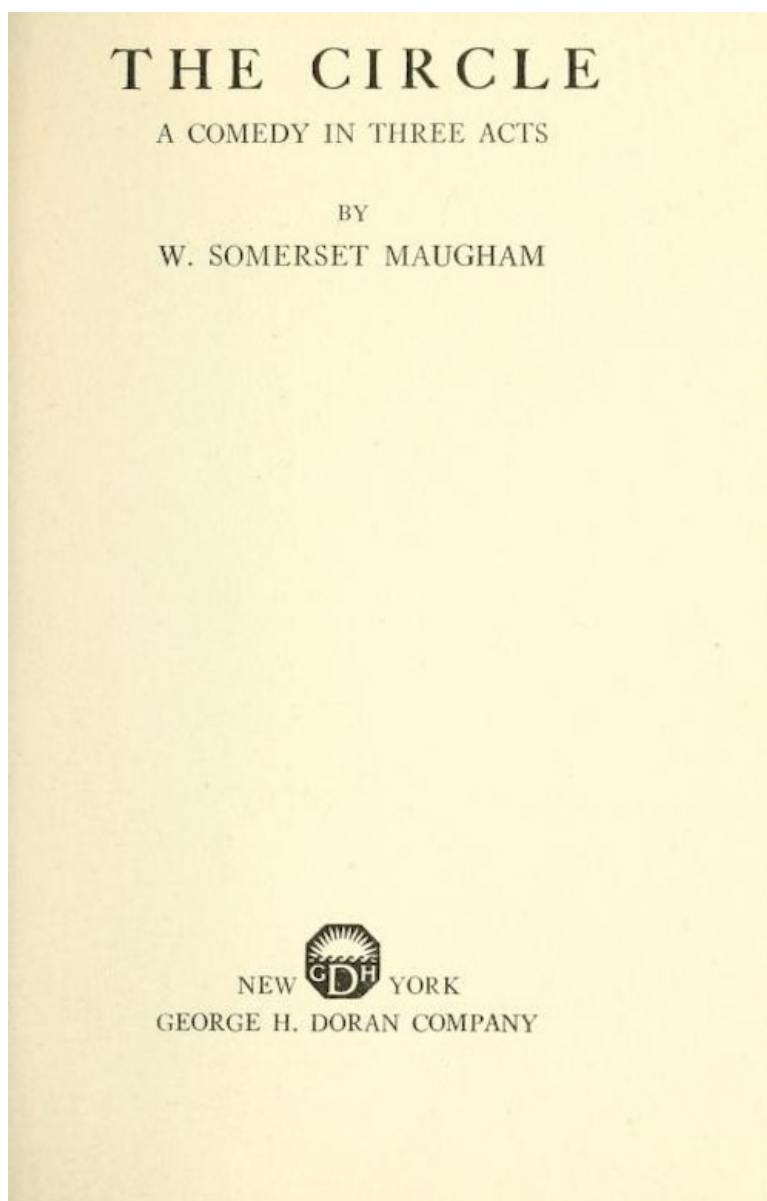 THE CIRCLE
A COMEDY IN THREE ACTS
BY
W. SOMERSET MAUGHAM
NEW GDH YORK
GEORGE H. DORAN COMPANY